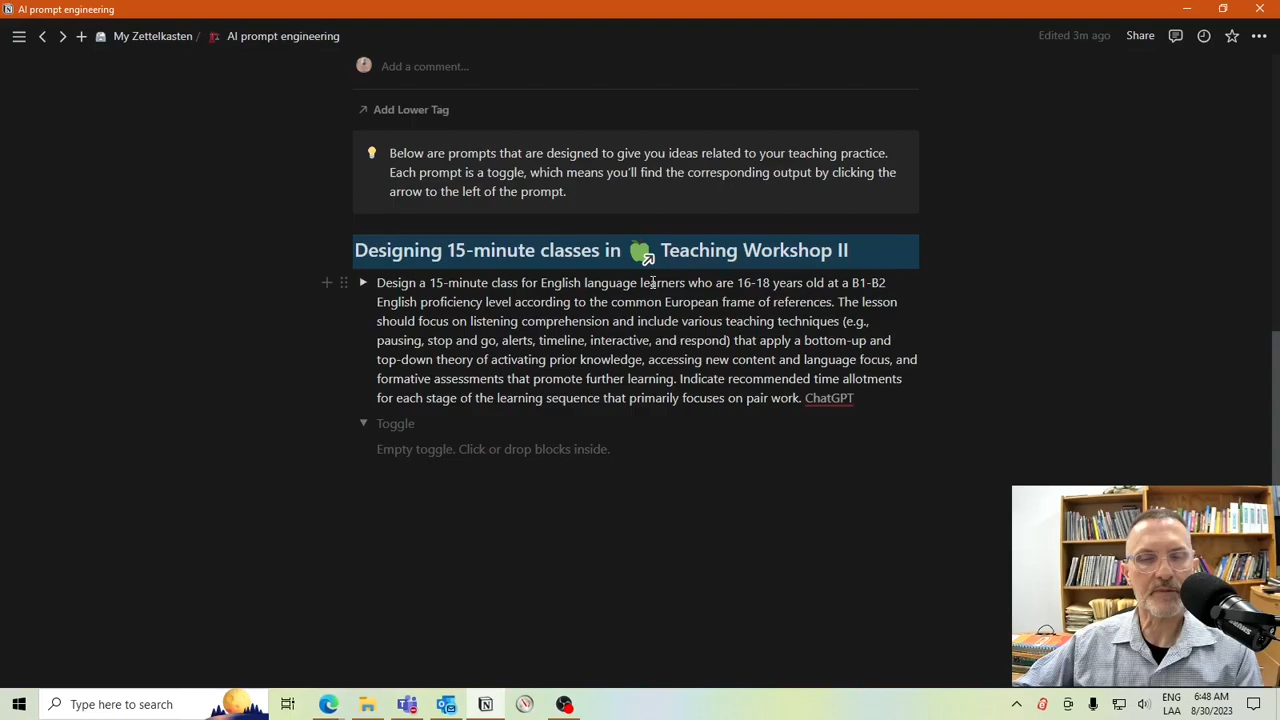 AI prompt engineering
My Zettelkasten / AI prompt engineering
Edited 3m ago Share
Add a comment...
Add Lower Tag
Below are prompts that are designed to give you ideas related to your teaching practice.
Each prompt is a toggle, which means you'll find the corresponding output by clicking the
arrow to the left of the prompt.
Designing 15-minute classes in Teaching Workshop II
Design a 15-minute class for English language learners who are 16-18 years old at a B1-B2
English proficiency level according to the common European frame of references. The lesson
should focus on listening comprehension and include various teaching techniques (e.g.,
pausing, stop and go, alerts, timeline, interactive, and respond) that apply a bottom-up and
top-down theory of activating prior knowledge, accessing new content and language focus, and
formative assessments that promote further learning. Indicate recommended time allotments
for each stage of the learning sequence that primarily focuses on pair work. ChatGPT
Toggle
Empty toggle. Click or drop blocks inside.
Type here to search
ENG
LAA
6:48 AM
8/30/2023